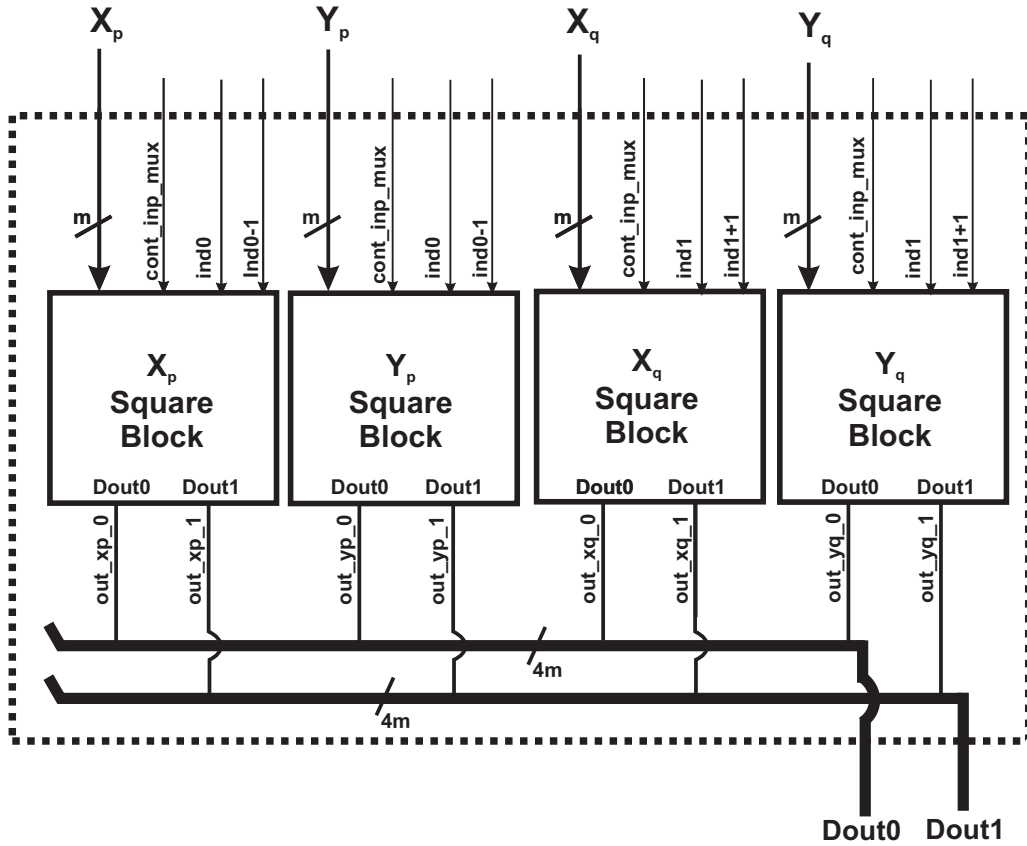 Xp
Yp
Xq
Yq
m
cont_inp_mux
ind0
Ind0-1
m
cont_inp_mux
ind0
ind0-1
m
cont_inp_mux
ind1
ind1+1
m
cont_inp_mux
ind1
ind1+1
Xp
Square
Block
Dout0 Dout1
Yp
Square
Block
Dout0 Dout1
Xq
Square
Block
Dout0 Dout1
Yq
Square
Block
Dout0 Dout1
out_xp_0
out_xp_1
out_yp_0
out_yp_1
out_xq_0
out_xq_1
out_yq_0
out_yq_1
4m
4m
Dout0 Dout1